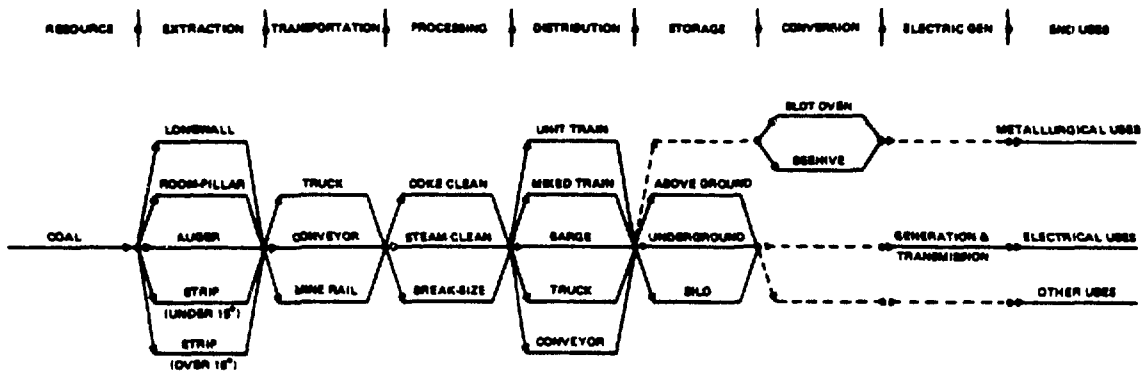 RESOURCE EXTRACTION TRANSPORTATION PROCESSING DISTRIBUTION STORAGE CONVERSION ELECTRIC GEN END USES
SLOT OVEN
LONGWALL UNIT TRAIN METALLURGICAL USES
BEEHIVE
ROOM-PILLAR TRUCK COKE CLEAN MIXED TRAIN ABOVE GROUND
COAL AUGER CONVEYOR STEAM CLEAN BARGE UNDERGROUND GENERATION & ELECTRICAL USES
TRANSMISSION
STRIP MINE RAIL BREAK-SIZE TRUCK SILO OTHER USES
(UNDER 15°)
STRIP CONVEYOR
(OVER 15°)